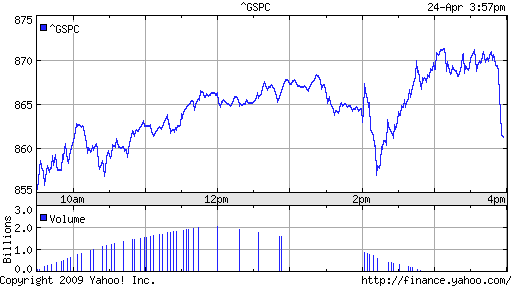 ^GSPC 24-Apr 3:57pm
875
^GSPC
870
865
860
855
10am 12pm 2pm 4pm
3.0
Volume
2.0
1.0
0.0
Billions
Copyright 2009 Yahoo! Inc. http://finance.yahoo.com/